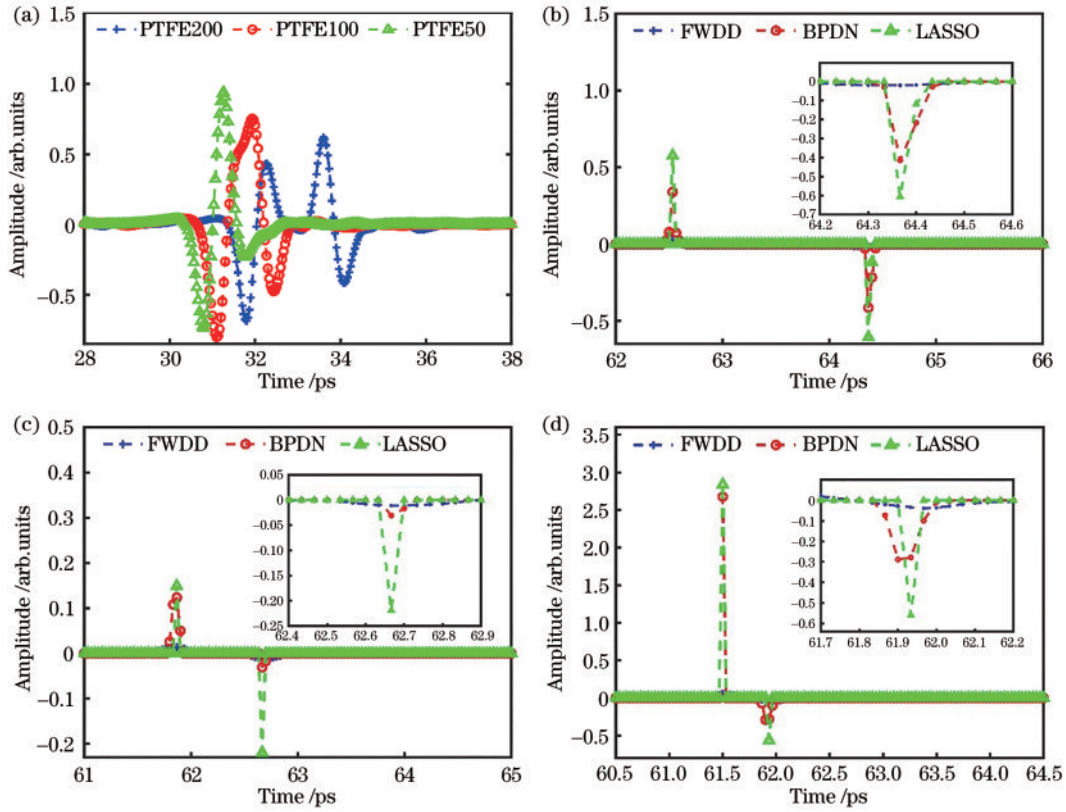 (a)
PTFE200 PTFE100 PTFE50
Amplitude /arb.units
1.0
0.5
0
−0.5
28 30 32 34 36 38
Time /ps
(b)
FWDD BPDN LASSO
Amplitude /arb.units
1.0
0.5
0
−0.5
62 63 64 65 66
Time /ps
0
−0.1
−0.2
−0.3
−0.4
−0.5
−0.6
−0.7
64.2 64.3 64.4 64.5 64.6
(c)
FWDD BPDN LASSO
Amplitude /arb.units
0.5
0.4
0.3
0.2
0.1
0
−0.1
−0.2
61 62 63 64 65
Time /ps
0.05
0
−0.05
−0.10
−0.15
−0.20
−0.25
62.4 62.5 62.6 62.7 62.8 62.9
(d)
FWDD BPDN LASSO
Amplitude /arb.units
3.5
3.0
2.5
2.0
1.5
1.0
0.5
0
−0.5
60.5 61.0 61.5 62.0 62.5 63.0 63.5 64.0 64.5
Time /ps
0
−0.1
−0.2
−0.3
−0.4
−0.5
−0.6
61.7 61.8 61.9 62.0 62.1 62.2